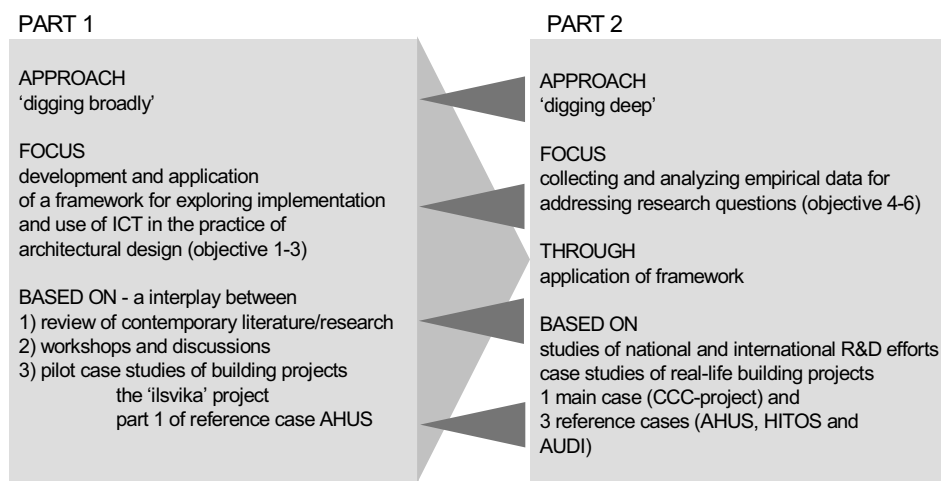 PART 1
APPROACH
‘digging broadly’
FOCUS
development and application
of a framework for exploring implementation
and use of ICT in the practice of
architectural design (objective 1-3)
BASED ON - a interplay between
1) review of contemporary literature/research
2) workshops and discussions
3) pilot case studies of building projects
the ‘ilsvika’ project
part 1 of reference case AHUS
PART 2
APPROACH
‘digging deep’
FOCUS
collecting and analyzing empirical data for
addressing research questions (objective 4-6)
THROUGH
application of framework
BASED ON
studies of national and international R&D efforts
case studies of real-life building projects
1 main case (CCC-project) and
3 reference cases (AHUS, HITOS and
AUDI)